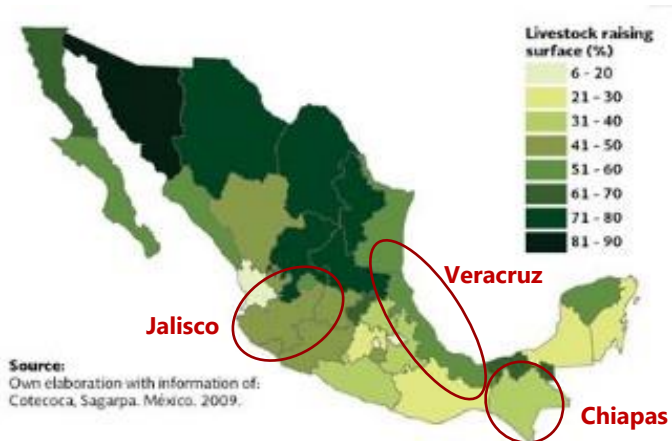 Livestock raising
surface (%)
6 - 20
21 - 30
31 - 40
41 - 50
51 - 60
61 - 70
71 - 80
81 - 90
Veracruz
Jalisco
Chiapas
Source:
Own elaboration with information of:
Cotecoca, Sagarpa. México. 2009.